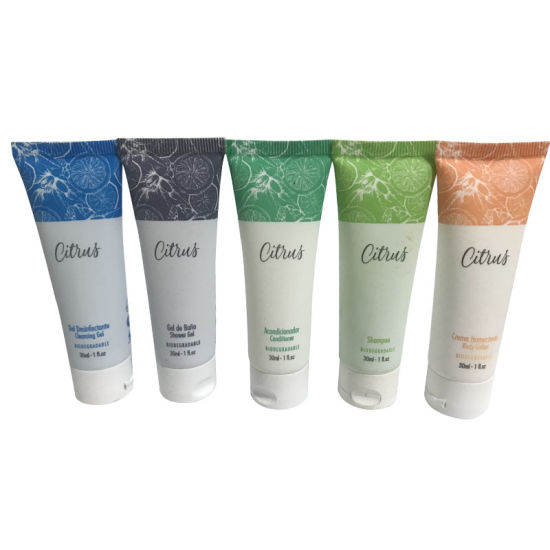 Citrus
Gel Desinfectante
Cleansing Gel
BIODEGRADABLE
30ml - 1 fl.oz
Citrus
Gel de Baño
Shower Gel
BIODEGRADABLE
30ml - 1 fl.oz
Citrus
Acondicionador
Conditioner
BIODEGRADABLE
30ml - 1 fl.oz
Citrus
Shampoo
BIODEGRADABLE
30ml - 1 fl.oz
Citrus
Crema Humectante
Body Lotion
BIODEGRADABLE
30ml - 1 fl.oz